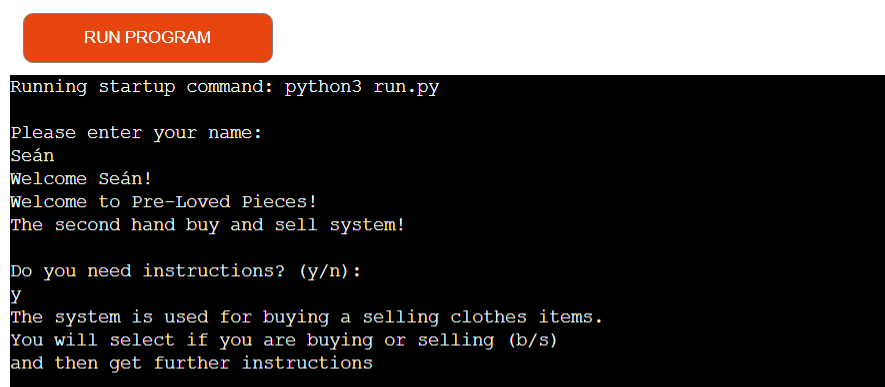 RUN PROGRAM
Running startup command: python3 run.py
Please enter your name:
Seán
Welcome Seán!
Welcome to Pre-Loved Pieces!
The second hand buy and sell system!
Do you need instructions? (y/n):
y
The system is used for buying a selling clothes items.
You will select if you are buying or selling (b/s)
and then get further instructions